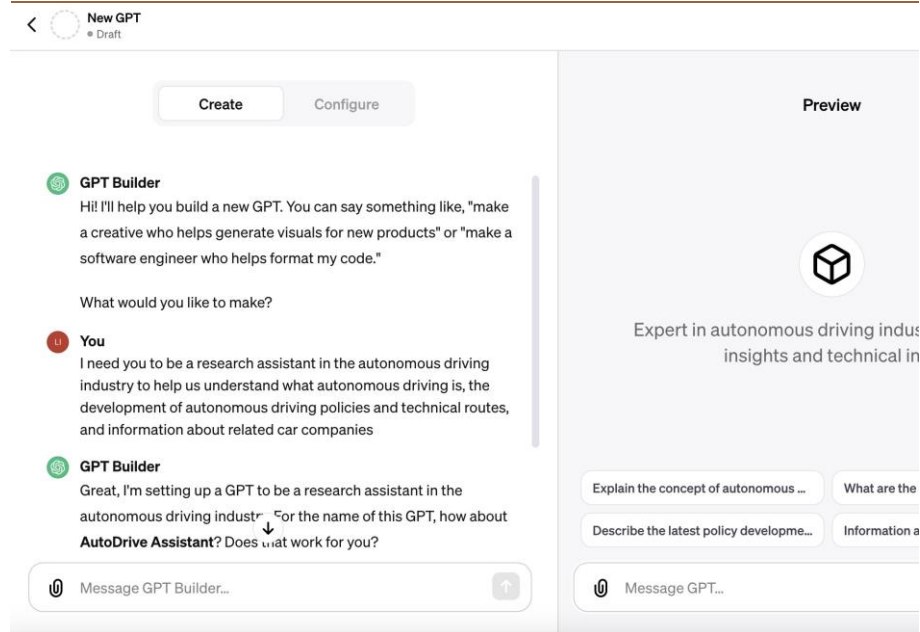 New GPT
Draft
Create
Configure
GPT Builder
Hi! I'll help you build a new GPT. You can say something like, "make
a creative who helps generate visuals for new products" or "make a
software engineer who helps format my code."
What would you like to make?
LI
You
I need you to be a research assistant in the autonomous driving
industry to help us understand what autonomous driving is, the
development of autonomous driving policies and technical routes,
and information about related car companies
GPT Builder
Great, I'm setting up a GPT to be a research assistant in the
autonomous driving industry. For the name of this GPT, how about
AutoDrive Assistant? Does that work for you?
Message GPT Builder...
Preview
Expert in autonomous driving indus
insights and technical in
Explain the concept of autonomous ...
What are the
Describe the latest policy developme...
Information a
Message GPT...